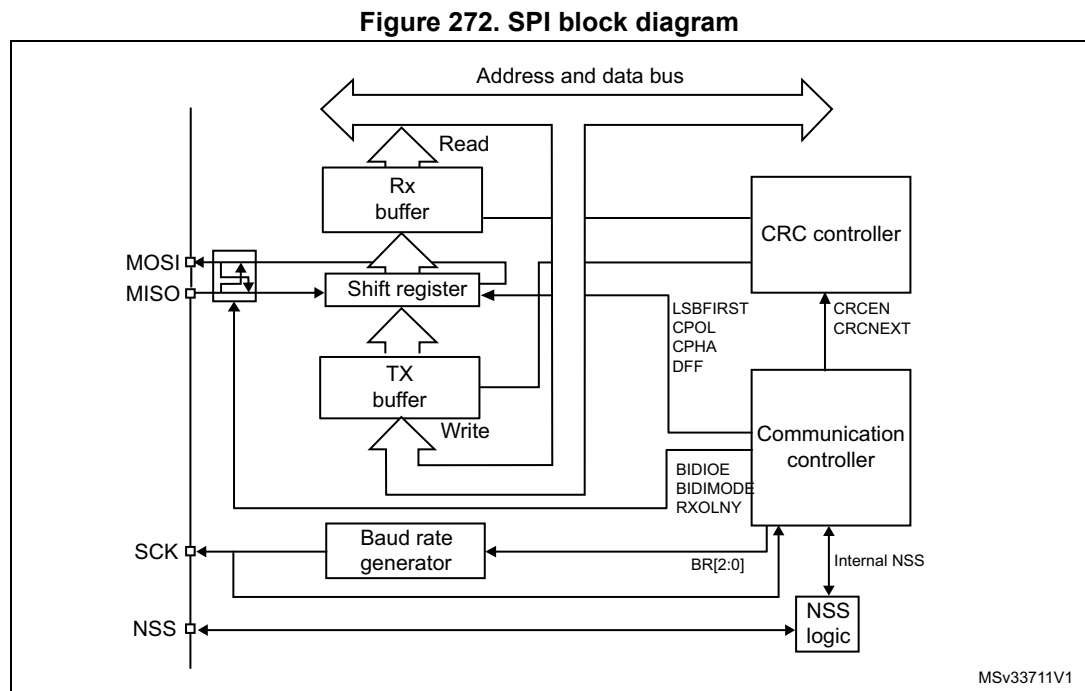 Figure 272. SPI block diagram
Address and data bus
Read
Rx
buffer
CRC controller
MOSI
MISO
Shift register
LSBFIRST
CPOL
CPHA
DFF
CRCEN
CRCNEXT
TX
buffer
Write
Communication
controller
BIDIOE
BIDIMODE
RXOLNY
SCK
Baud rate
generator
BR[2:0]
Internal NSS
NSS
NSS
logic
MSv33711V1